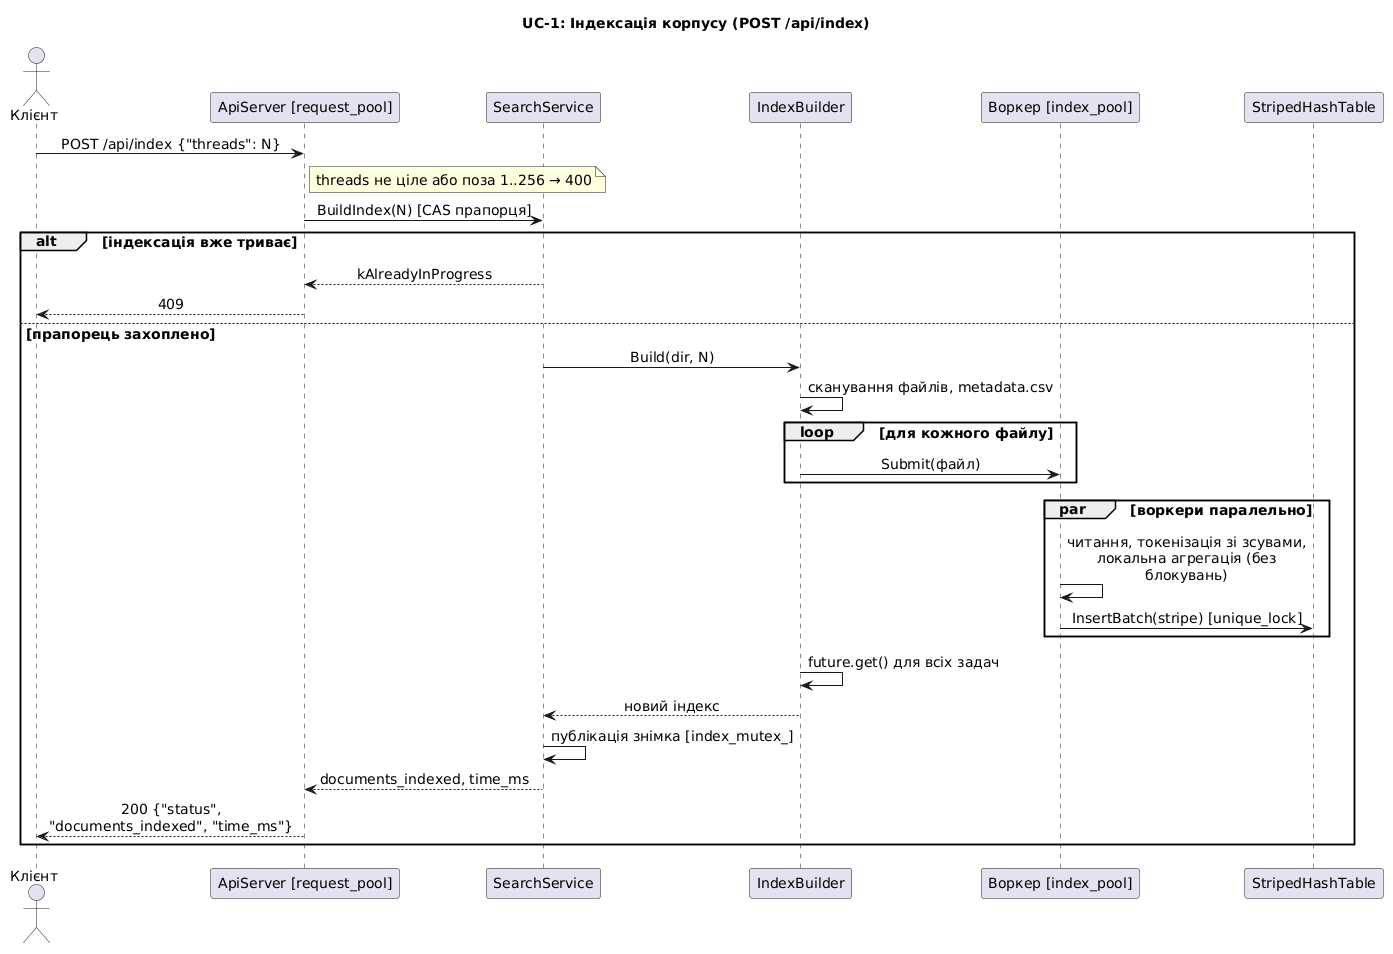 UC-1: Індексація корпусу (POST /api/index)
Клієнт
ApiServer [request_pool]
SearchService
IndexBuilder
Воркер [index_pool]
StripedHashTable
POST /api/index {"threads": N}
threads не ціле або поза 1..256 → 400
BuildIndex(N) [CAS прапорця]
alt
[індексація вже триває]
kAlreadyInProgress
409
[прапорець захоплено]
Build(dir, N)
сканування файлів, metadata.csv
loop
[для кожного файлу]
Submit(файл)
par
[воркери паралельно]
читання, токенізація зі зсувами,
локальна агрегація (без
блокувань)
InsertBatch(stripe) [unique_lock]
future.get() для всіх задач
новий індекс
публікація знімка [index_mutex_]
documents_indexed, time_ms
200 {"status",
"documents_indexed", "time_ms"}
Клієнт
ApiServer [request_pool]
SearchService
IndexBuilder
Воркер [index_pool]
StripedHashTable